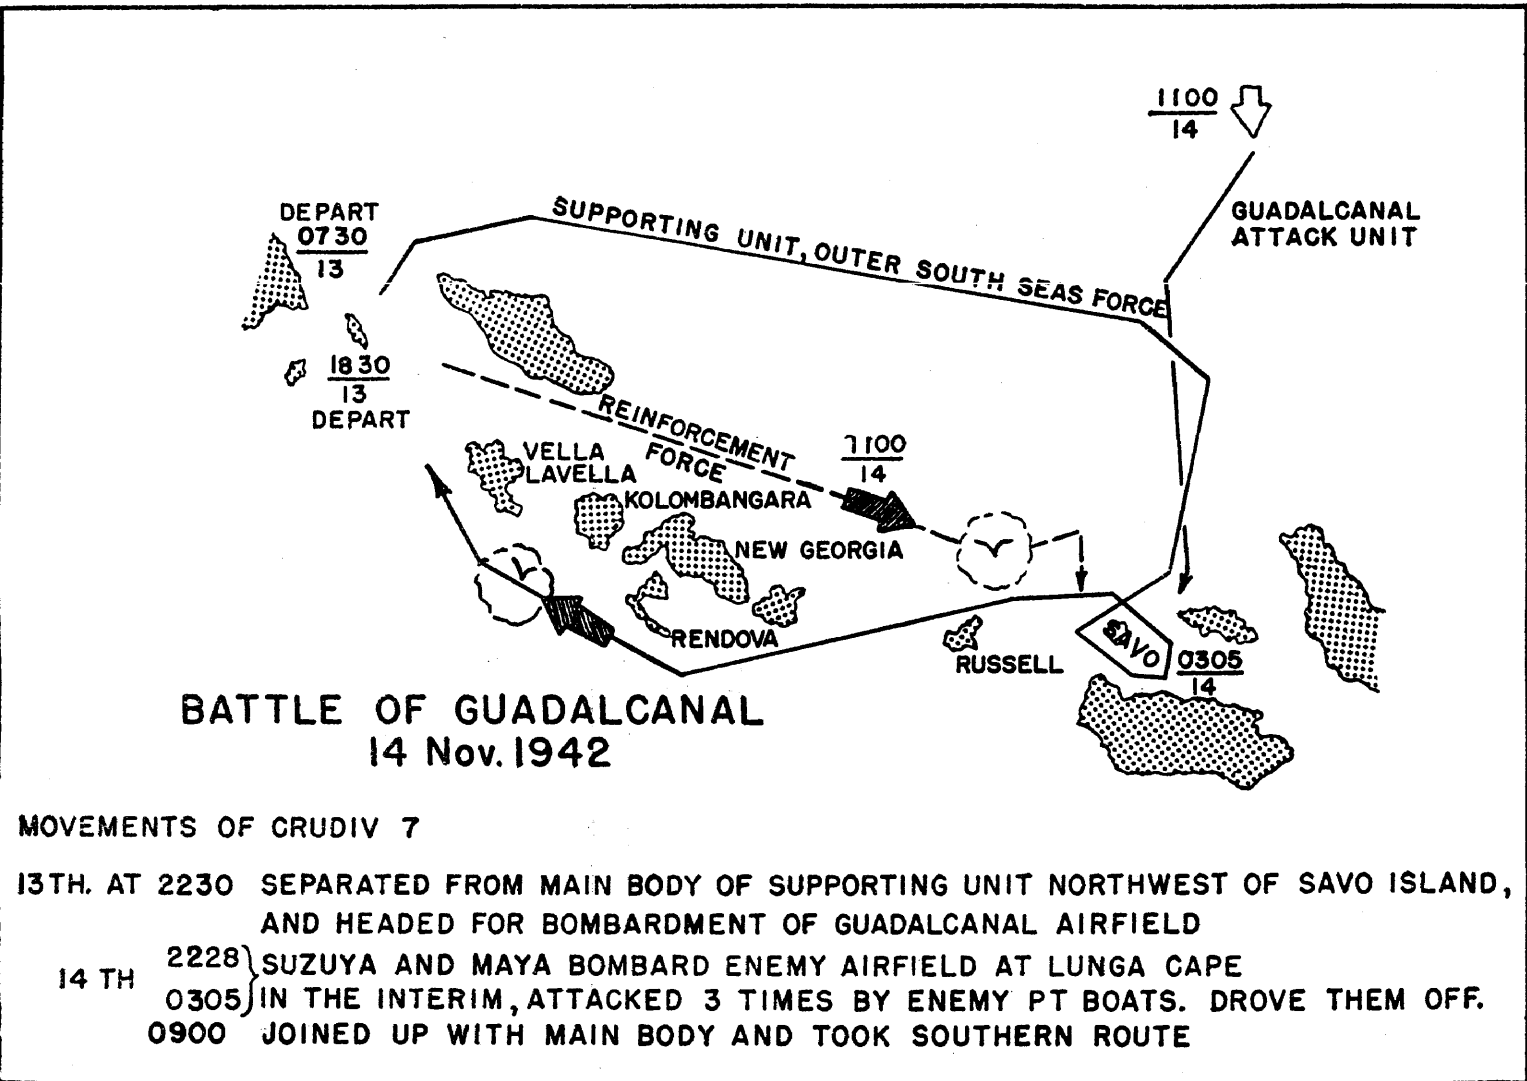 1100
14
GUADALCANAL
ATTACK UNIT
DEPART
0730
13
SUPPORTING UNIT, OUTER SOUTH SEAS FORCE
1830
13
DEPART
REINFORCEMENT
FORCE
1100
14
VELLA
LAVELLA
KOLOMBANGARA
NEW GEORGIA
RENDOVA
RUSSELL
SAVO
0305
14
BATTLE OF GUADALCANAL
14 Nov. 1942
MOVEMENTS OF CRUDIV 7
13TH. AT 2230 SEPARATED FROM MAIN BODY OF SUPPORTING UNIT NORTHWEST OF SAVO ISLAND,
AND HEADED FOR BOMBARDMENT OF GUADALCANAL AIRFIELD
14 TH 2228 SUZUYA AND MAYA BOMBARD ENEMY AIRFIELD AT LUNGA CAPE
0305 IN THE INTERIM, ATTACKED 3 TIMES BY ENEMY PT BOATS. DROVE THEM OFF.
0900 JOINED UP WITH MAIN BODY AND TOOK SOUTHERN ROUTE